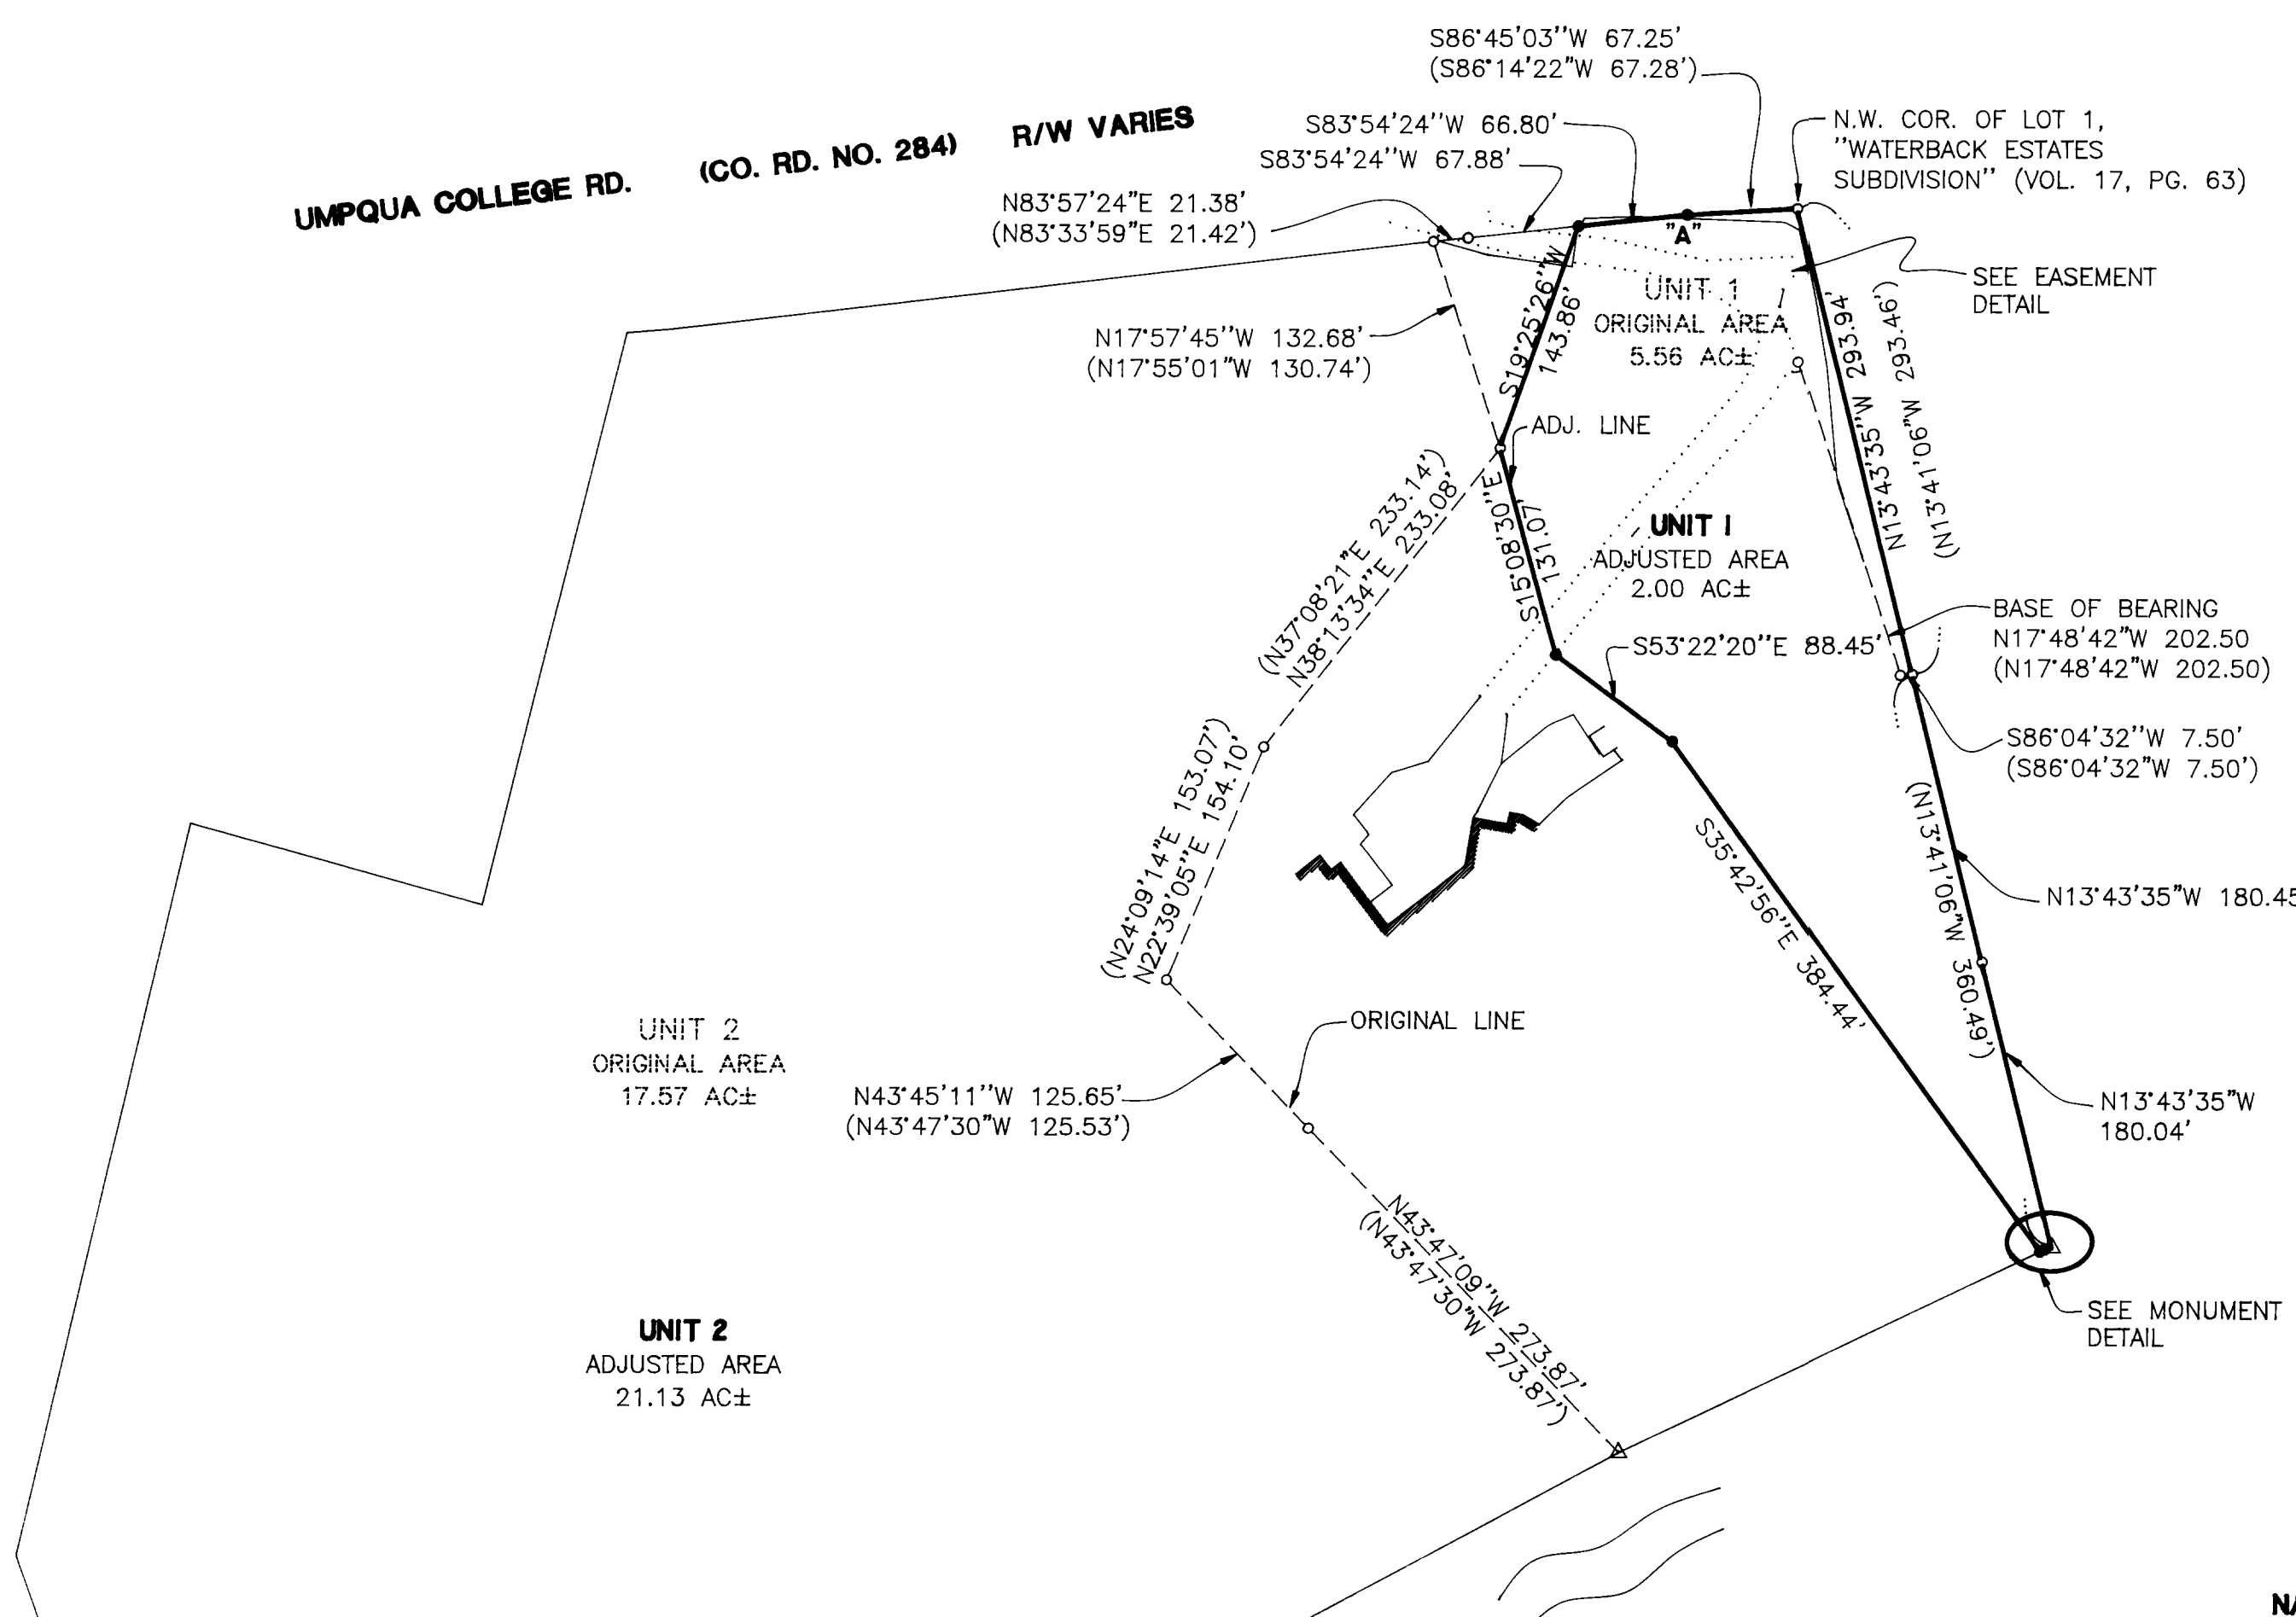 S86°45'03''W 67.25'
(S86°14'22"W 67.28')
UMPQUA COLLEGE RD. (CO. RD. NO. 284) R/W VARIES
S83°54'24''W 66.80'
S83°54'24''W 67.88'
N83°57'24"E 21.38'
(N83°33'59"E 21.42')
N.W. COR. OF LOT 1,
"WATERBACK ESTATES
SUBDIVISION" (VOL. 17, PG. 63)
"A"
SEE EASEMENT
DETAIL
UNIT 1
ORIGINAL AREA
5.56 AC±
S19°25'26''W
143.86'
N17°57'45''W 132.68'
(N17°55'01"W 130.74')
N13°43'35''W 293.94'
(N13°41'06"W 293.46')
ADJ. LINE
(N37°08'21"E 233.14')
N38°13'34''E 233.08'
S15°08'30''E
131.07'
UNIT 1
ADJUSTED AREA
2.00 AC±
S53°22'20''E 88.45'
BASE OF BEARING
N17°48'42"W 202.50
(N17°48'42"W 202.50)
S86°04'32''W 7.50'
(S86°04'32"W 7.50')
(N24°09'14"E 153.07')
N22°39'05''E 154.10'
S35°42'56''E 384.44'
(N13°41'06"W 360.49')
N13°43'35"W 180.45
UNIT 2
ORIGINAL AREA
17.57 AC±
ORIGINAL LINE
N43°45'11''W 125.65'
(N43°47'30"W 125.53')
N13°43'35"W
180.04'
N43°47'09''W 273.87'
(N43°47'30"W 273.87')
SEE MONUMENT
DETAIL
UNIT 2
ADJUSTED AREA
21.13 AC±